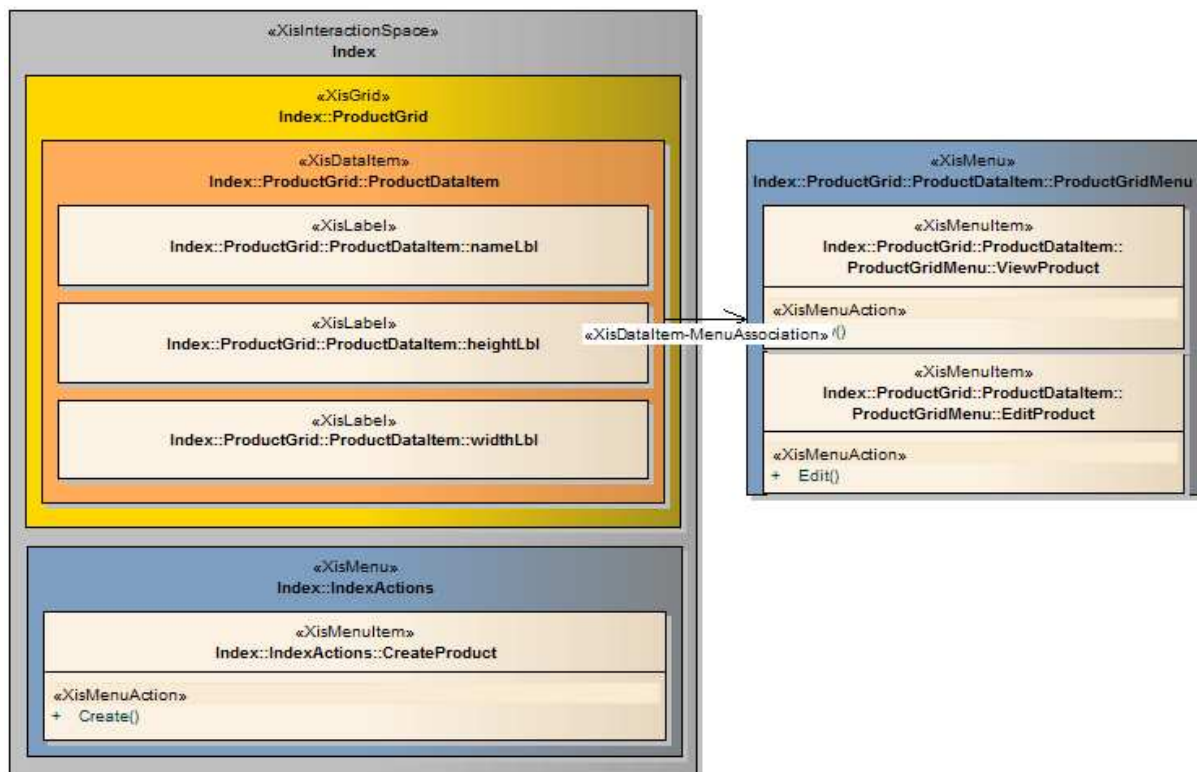 «XisInteractionSpace»
Index
«XisGrid»
Index::ProductGrid
«XisDataItem»
Index::ProductGrid::ProductDataItem
«XisLabel»
Index::ProductGrid::ProductDataItem::nameLbl
«XisLabel»
Index::ProductGrid::ProductDataItem::heightLbl
«XisLabel»
Index::ProductGrid::ProductDataItem::widthLbl
«XisMenu»
Index::IndexActions
«XisMenuItem»
Index::IndexActions::CreateProduct
«XisMenuAction»
+ Create()
«XisDataItem-MenuAssociation»
«XisMenu»
Index::ProductGrid::ProductDataItem::ProductGridMenu
«XisMenuItem»
Index::ProductGrid::ProductDataItem::
ProductGridMenu::ViewProduct
«XisMenuAction»
()
«XisMenuItem»
Index::ProductGrid::ProductDataItem::
ProductGridMenu::EditProduct
«XisMenuAction»
+ Edit()